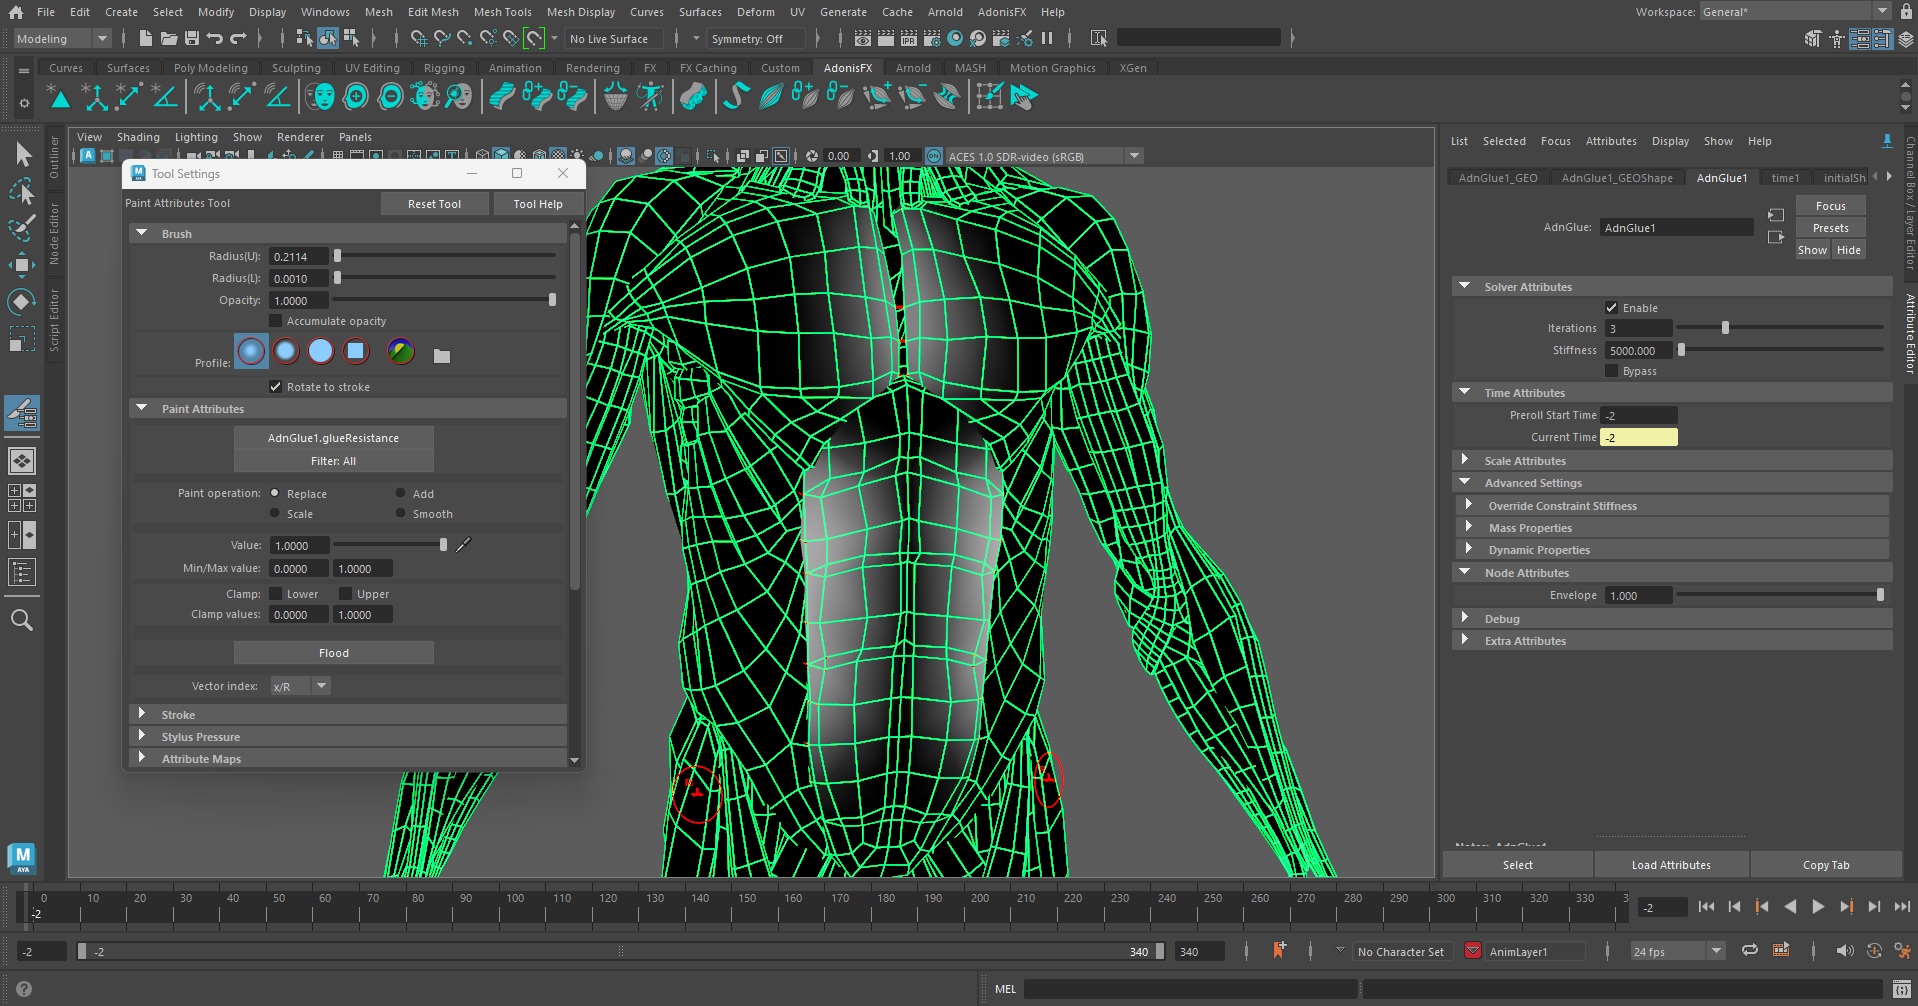 File Edit Create Select Modify Display Windows Mesh Edit Mesh Mesh Tools Mesh Display Curves Surfaces Deform UV Generate Cache Arnold AdonisFX Help
Workspace: General*
Modeling
No Live Surface
Symmetry: Off
Curves Surfaces Poly Modeling Sculpting UV Editing Rigging Animation Rendering FX FX Caching Custom AdonisFX Arnold MASH Motion Graphics XGen
View Shading Lighting Show Renderer Panels
0.00 1.00 ON ACES 1.0 SDR-video (sRGB)
Outliner
Node Editor
Script Editor
Tool Settings
Paint Attributes Tool
Reset Tool
Tool Help
Brush
Radius(U): 0.2114
Radius(L): 0.0010
Opacity: 1.0000
Accumulate opacity
Profile:
Rotate to stroke
Paint Attributes
AdnGlue1.glueResistance
Filter: All
Paint operation: Replace Add
Scale Smooth
Value: 1.0000
Min/Max value: 0.0000 1.0000
Clamp: Lower Upper
Clamp values: 0.0000 1.0000
Flood
Vector index: x/R
Stroke
Stylus Pressure
Attribute Maps
List Selected Focus Attributes Display Show Help
AdnGlue1_GEO AdnGlue1_GEOShape AdnGlue1 time1 initialSh
Focus
AdnGlue: AdnGlue1
Presets
Show Hide
Solver Attributes
Enable
Iterations 3
Stiffness 5000.000
Bypass
Time Attributes
Preroll Start Time -2
Current Time -2
Scale Attributes
Advanced Settings
Override Constraint Stiffness
Mass Properties
Dynamic Properties
Node Attributes
Envelope 1.000
Debug
Extra Attributes
Notes: AdnGlue1
Select
Load Attributes
Copy Tab
Channel Box / Layer Editor
Attribute Editor
M
AYA
0 10 20 30 40 50 60 70 80 90 100 110 120 130 140 150 160 170 180 190 200 210 220 230 240 250 260 270 280 290 300 310 320 330 3
-2
-2
-2
-2
340
340
No Character Set
AnimLayer1
24 fps
MEL